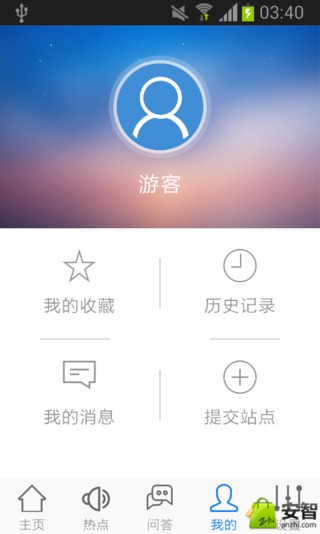 03:40
游客
我的收藏
历史记录
我的消息
提交站点
主页
热点
问答
我的
安智
anzhi.com